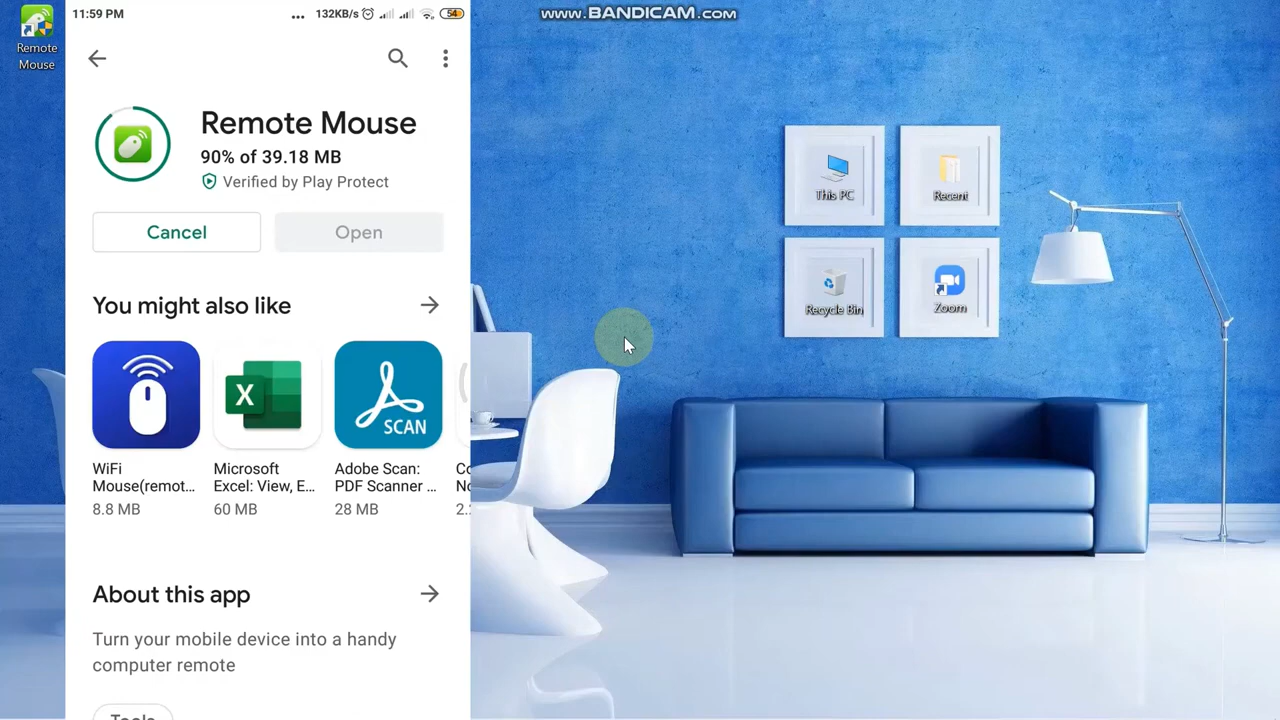 www.BANDICAM.com
Remote
Mouse
11:59 PM
... 132KB/s 54
Remote Mouse
90% of 39.18 MB
Verified by Play Protect
Cancel
Open
You might also like
SCAN
WiFi
Mouse(remot...
8.8 MB
Microsoft
Excel: View, E...
60 MB
Adobe Scan:
PDF Scanner ...
28 MB
About this app
Turn your mobile device into a handy
computer remote
Tools
This PC
Recent
Recycle Bin
Zoom